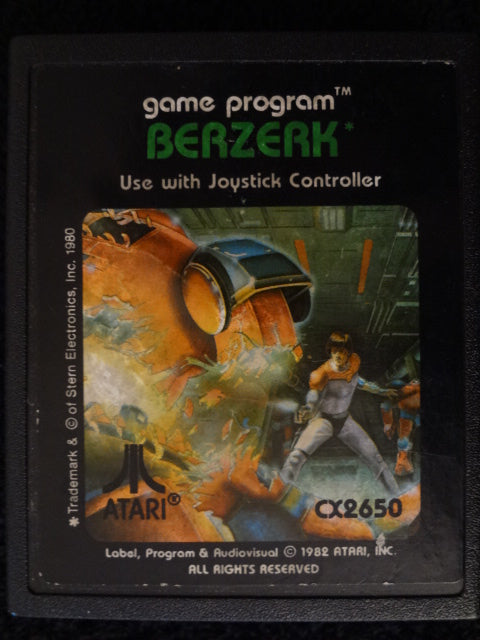 game program™
BERZERK*
Use with Joystick Controller
*Trademark & © of Stern Electronics, Inc. 1980
ATARI®
CX2650
Label, Program & Audiovisual © 1982 ATARI, INC.
ALL RIGHTS RESERVED